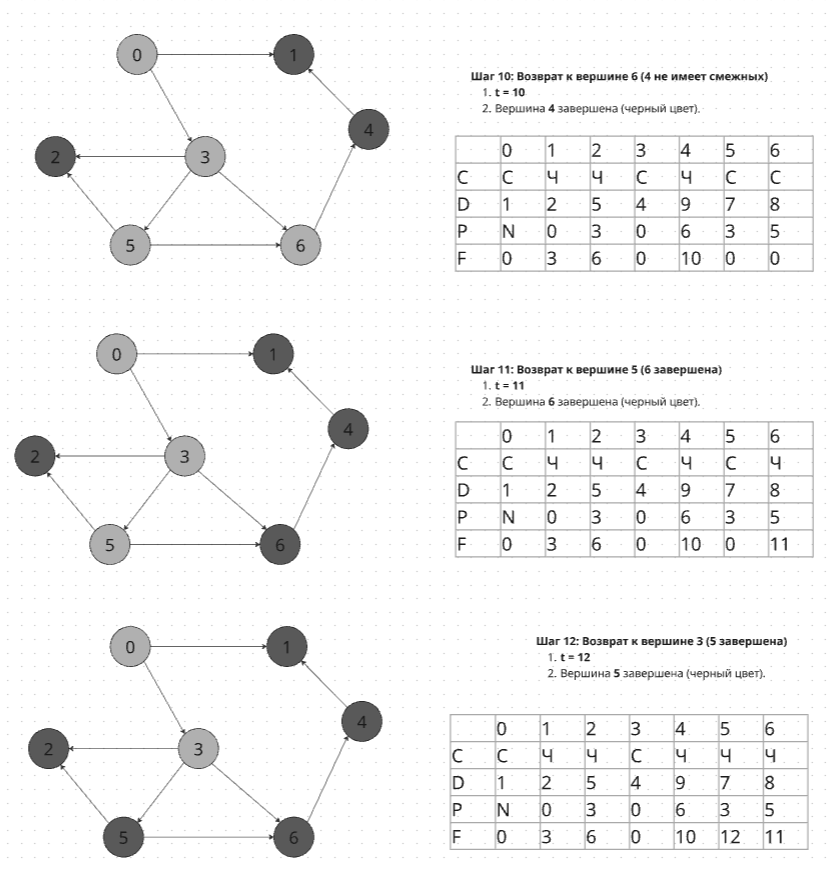 0
1
4
2
3
5
6
Шаг 10: Возврат к вершине 6 (4 не имеет смежных)
1. t = 10
2. Вершина 4 завершена (черный цвет).
0 1 2 3 4 5 6
С С Ч Ч С Ч С С
D 1 2 5 4 9 7 8
P N 0 3 0 6 3 5
F 0 3 6 0 10 0 0
0
1
4
2
3
5
6
Шаг 11: Возврат к вершине 5 (6 завершена)
1. t = 11
2. Вершина 6 завершена (черный цвет).
0 1 2 3 4 5 6
С С Ч Ч С Ч С Ч
D 1 2 5 4 9 7 8
P N 0 3 0 6 3 5
F 0 3 6 0 10 0 11
0
1
4
2
3
5
6
Шаг 12: Возврат к вершине 3 (5 завершена)
1. t = 12
2. Вершина 5 завершена (черный цвет).
0 1 2 3 4 5 6
С С Ч Ч С Ч Ч Ч
D 1 2 5 4 9 7 8
P N 0 3 0 6 3 5
F 0 3 6 0 10 12 11